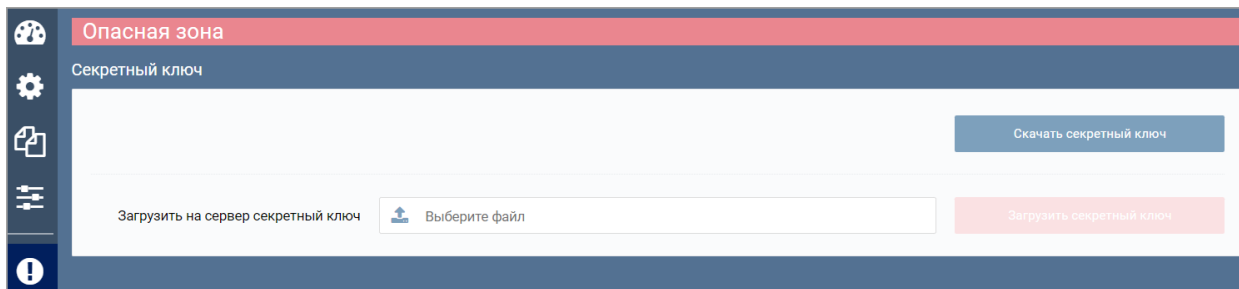 Опасная зона
Секретный ключ
Скачать секретный ключ
Загрузить на сервер секретный ключ
Выберите файл
Загрузить секретный ключ